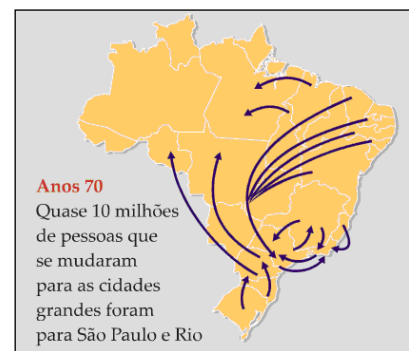 Anos 70
Quase 10 milhões
de pessoas que
se mudaram
para as cidades
grandes foram
para São Paulo e Rio